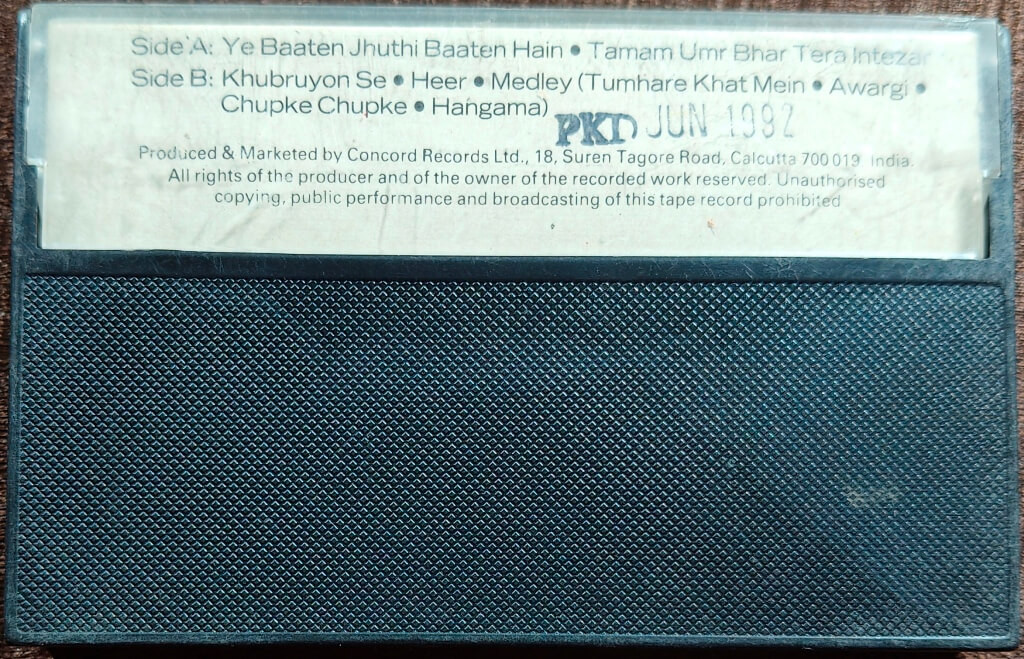 Side A: Ye Baaten Jhuthi Baaten Hain • Tamam Umr Bhar Tera Intezar
Side B: Khubruyon Se • Heer • Medley (Tumhare Khat Mein • Awargi •
Chupke Chupke • Hangama)
PKD JUN 1992
Produced & Marketed by Concord Records Ltd., 18, Suren Tagore Road, Calcutta 700 019 India.
All rights of the producer and of the owner of the recorded work reserved. Unauthorised
copying, public performance and broadcasting of this tape record prohibited